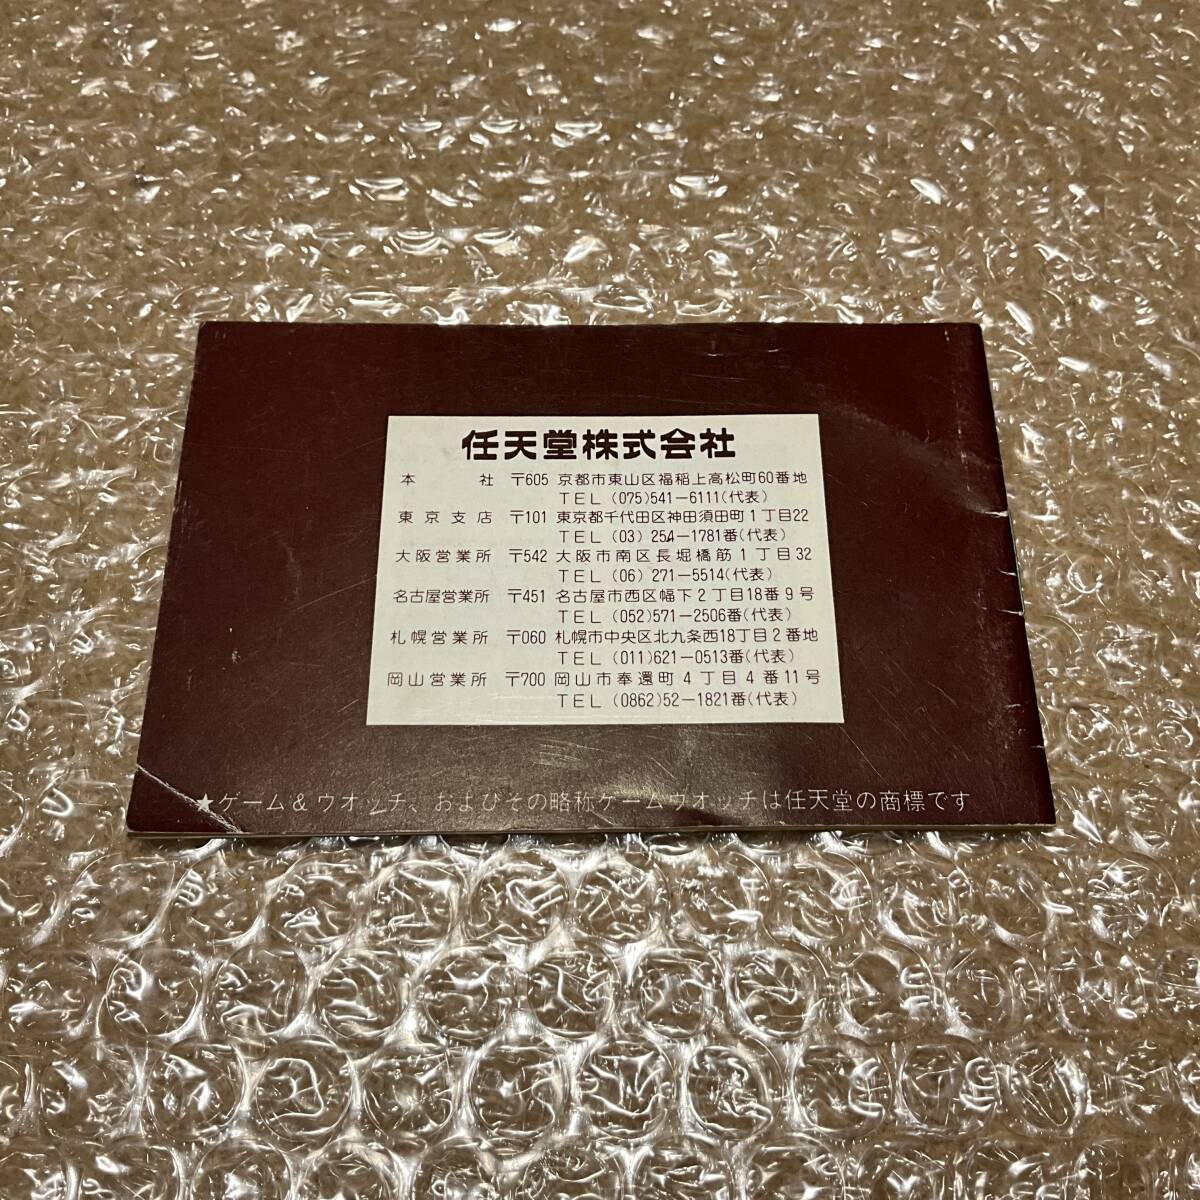 任天堂株式会社
本社 〒605 京都市東山区福稲上高松町60番地
TEL (075)541-6111(代表)
東京支店 〒101 東京都千代田区神田須田町1丁目22
TEL (03) 254-1781番(代表)
大阪営業所 〒542 大阪市南区長堀橋筋1丁目32
TEL (06) 271-5514(代表)
名古屋営業所 〒451 名古屋市西区幅下2丁目18番9号
TEL (052)571-2506番(代表)
札幌営業所 〒060 札幌市中央区北九条西18丁目2番地
TEL (011)621-0513番(代表)
岡山営業所 〒700 岡山市奉還町4丁目4番11号
TEL (0862)52-1821番(代表)
★ゲーム&ウオッチ、およびその略称ゲームウオッチは任天堂の商標です